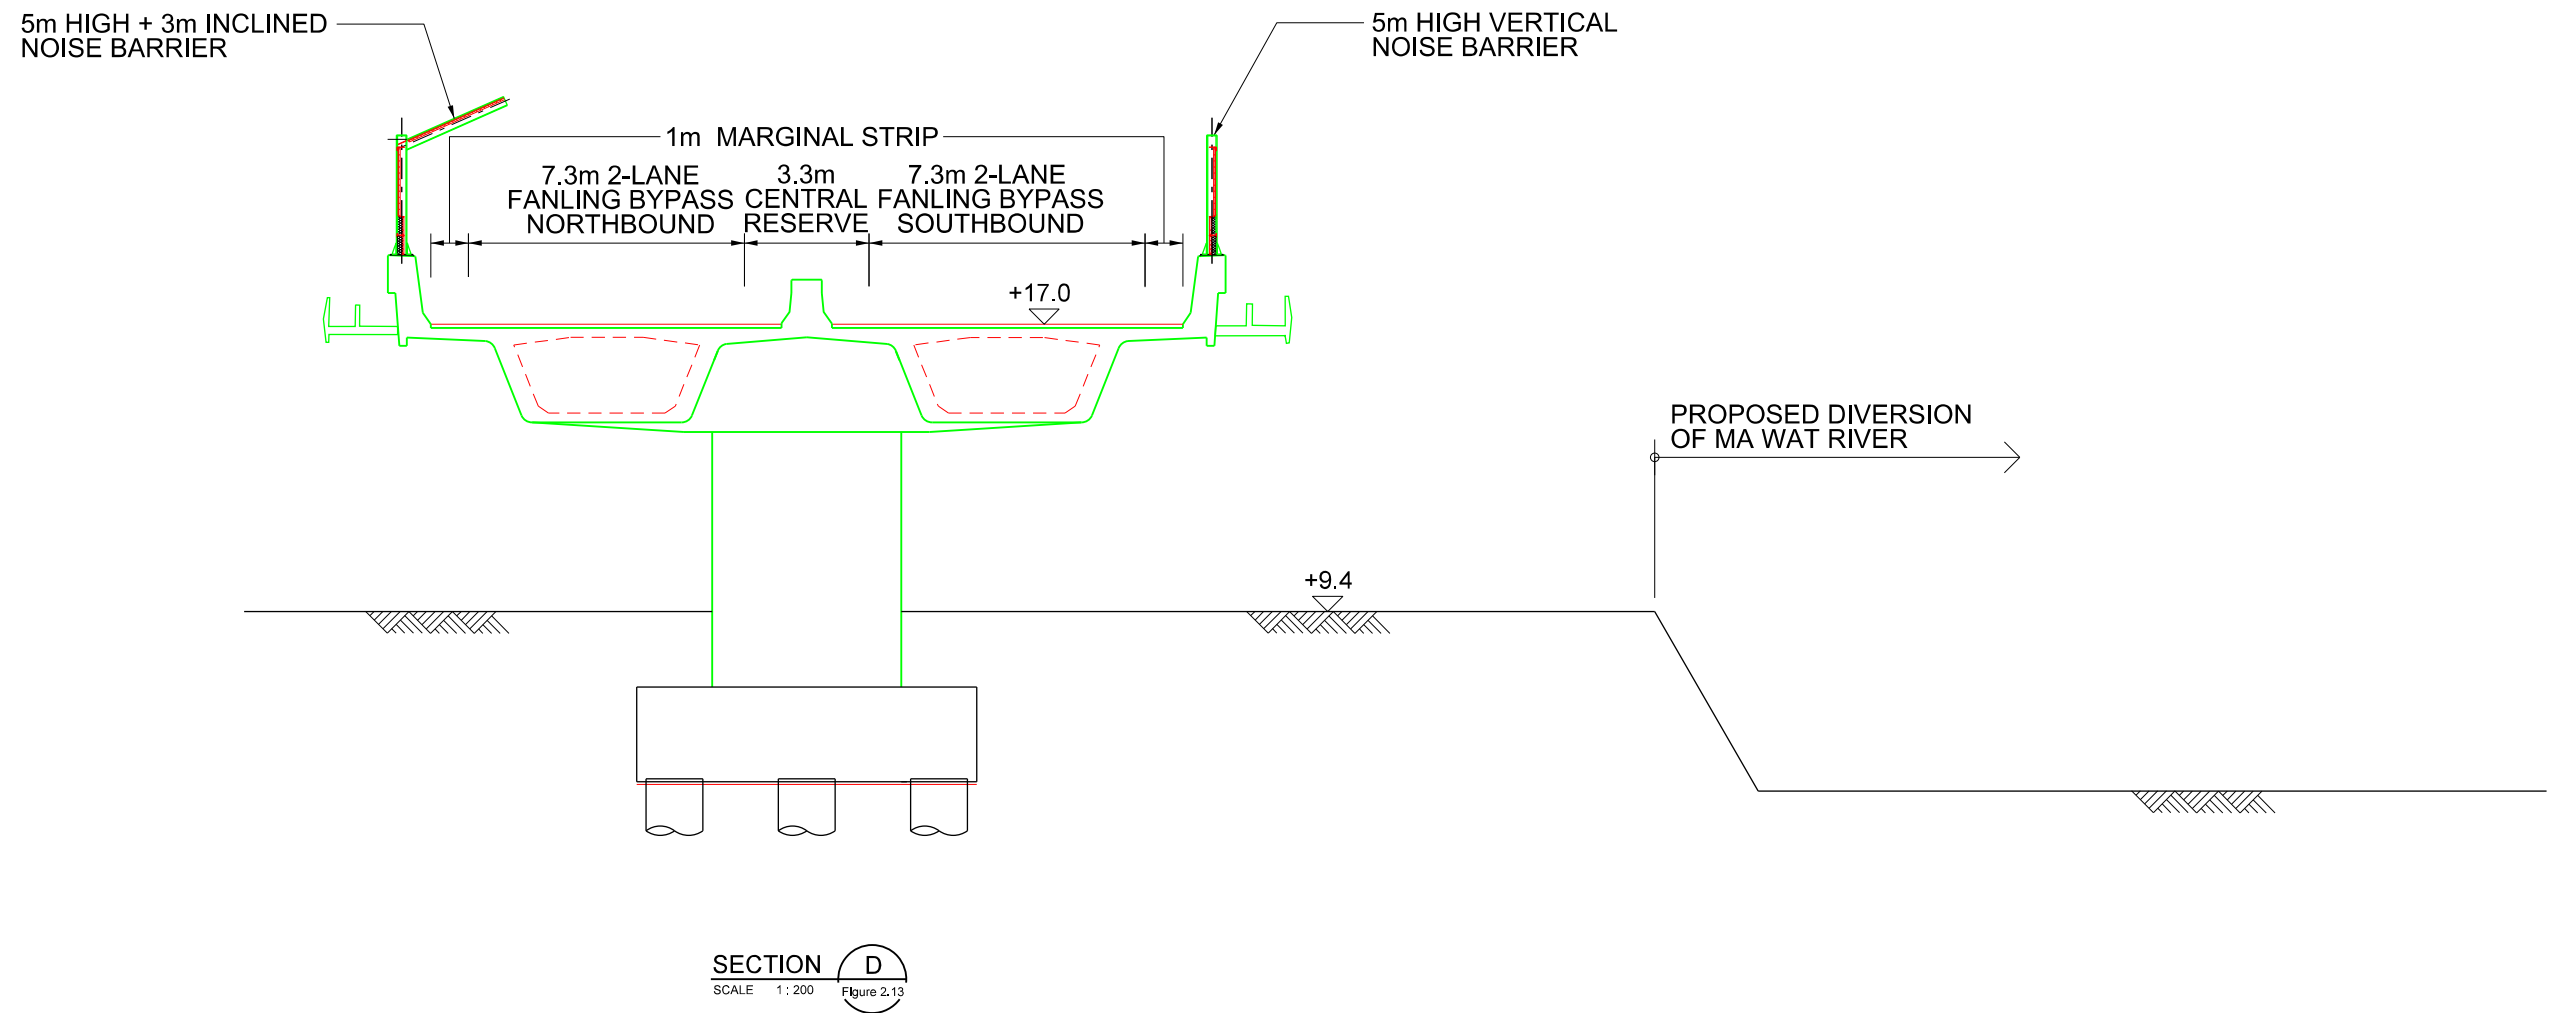 5m HIGH + 3m INCLINED
NOISE BARRIER
5m HIGH VERTICAL
NOISE BARRIER
1m MARGINAL STRIP
7.3m 2-LANE
FANLING BYPASS
NORTHBOUND
3.3m
CENTRAL
RESERVE
7.3m 2-LANE
FANLING BYPASS
SOUTHBOUND
+17.0
PROPOSED DIVERSION
OF MA WAT RIVER
+9.4
SECTION
D
SCALE 1 : 200
Figure 2.13